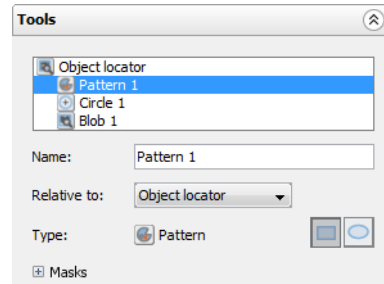 Tools
Object locator
Pattern 1
Circle 1
Blob 1
Name: Pattern 1
Relative to: Object locator
Type: Pattern
Masks